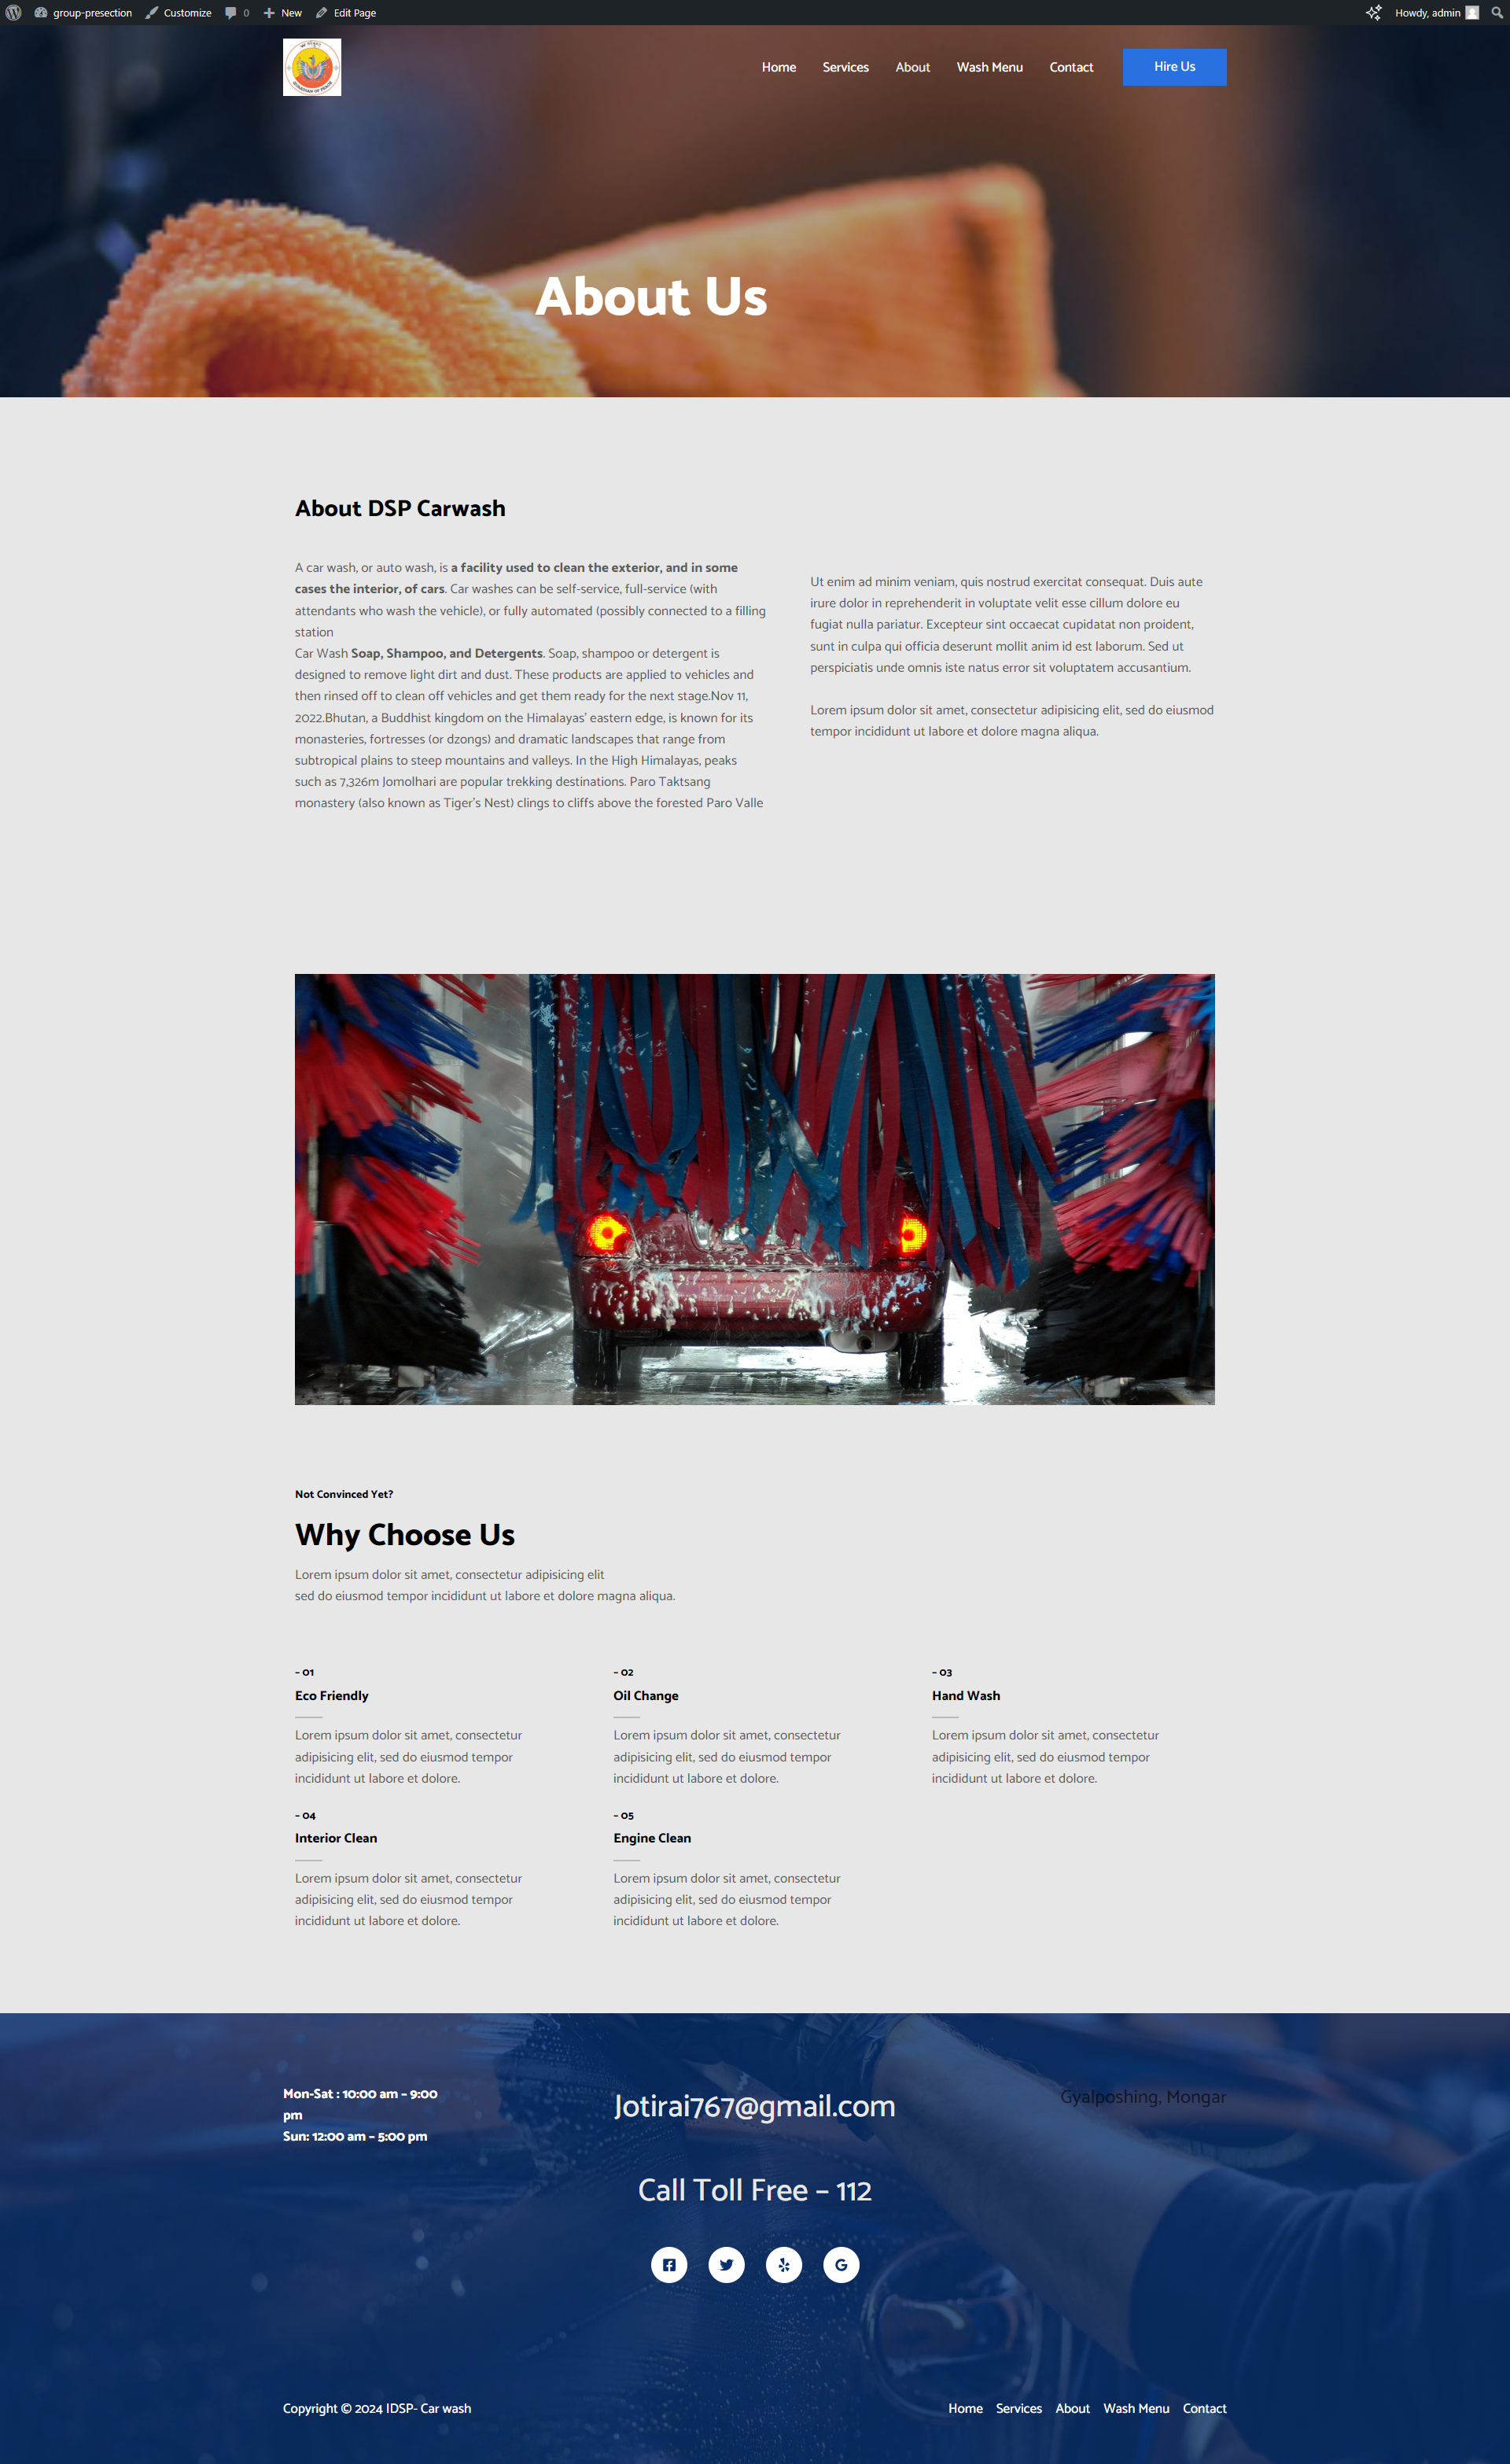 group-presection
Customize
0
New
Edit Page
Howdy, admin
Home
Services
About
Wash Menu
Contact
Hire Us
About Us
About DSP Carwash
A car wash, or auto wash, is a facility used to clean the exterior, and in some
cases the interior, of cars. Car washes can be self-service, full-service (with
attendants who wash the vehicle), or fully automated (possibly connected to a filling
station
Car Wash Soap, Shampoo, and Detergents. Soap, shampoo or detergent is
designed to remove light dirt and dust. These products are applied to vehicles and
then rinsed off to clean off vehicles and get them ready for the next stage.Nov 11,
2022.Bhutan, a Buddhist kingdom on the Himalayas’ eastern edge, is known for its
monasteries, fortresses (or dzongs) and dramatic landscapes that range from
subtropical plains to steep mountains and valleys. In the High Himalayas, peaks
such as 7,326m Jomolhari are popular trekking destinations. Paro Taktsang
monastery (also known as Tiger’s Nest) clings to cliffs above the forested Paro Valle
Ut enim ad minim veniam, quis nostrud exercitat consequat. Duis aute
irure dolor in reprehenderit in voluptate velit esse cillum dolore eu
fugiat nulla pariatur. Excepteur sint occaecat cupidatat non proident,
sunt in culpa qui officia deserunt mollit anim id est laborum. Sed ut
perspiciatis unde omnis iste natus error sit voluptatem accusantium.
Lorem ipsum dolor sit amet, consectetur adipisicing elit, sed do eiusmod
tempor incididunt ut labore et dolore magna aliqua.
Not Convinced Yet?
Why Choose Us
Lorem ipsum dolor sit amet, consectetur adipisicing elit
sed do eiusmod tempor incididunt ut labore et dolore magna aliqua.
– 01
Eco Friendly
Lorem ipsum dolor sit amet, consectetur
adipisicing elit, sed do eiusmod tempor
incididunt ut labore et dolore.
– 02
Oil Change
Lorem ipsum dolor sit amet, consectetur
adipisicing elit, sed do eiusmod tempor
incididunt ut labore et dolore.
– 03
Hand Wash
Lorem ipsum dolor sit amet, consectetur
adipisicing elit, sed do eiusmod tempor
incididunt ut labore et dolore.
– 04
Interior Clean
Lorem ipsum dolor sit amet, consectetur
adipisicing elit, sed do eiusmod tempor
incididunt ut labore et dolore.
– 05
Engine Clean
Lorem ipsum dolor sit amet, consectetur
adipisicing elit, sed do eiusmod tempor
incididunt ut labore et dolore.
Mon-Sat : 10:00 am – 9:00
pm
Sun: 12:00 am – 5:00 pm
Jotirai767@gmail.com
Call Toll Free – 112
Gyalposhing, Mongar
Copyright © 2024 IDSP- Car wash
Home
Services
About
Wash Menu
Contact